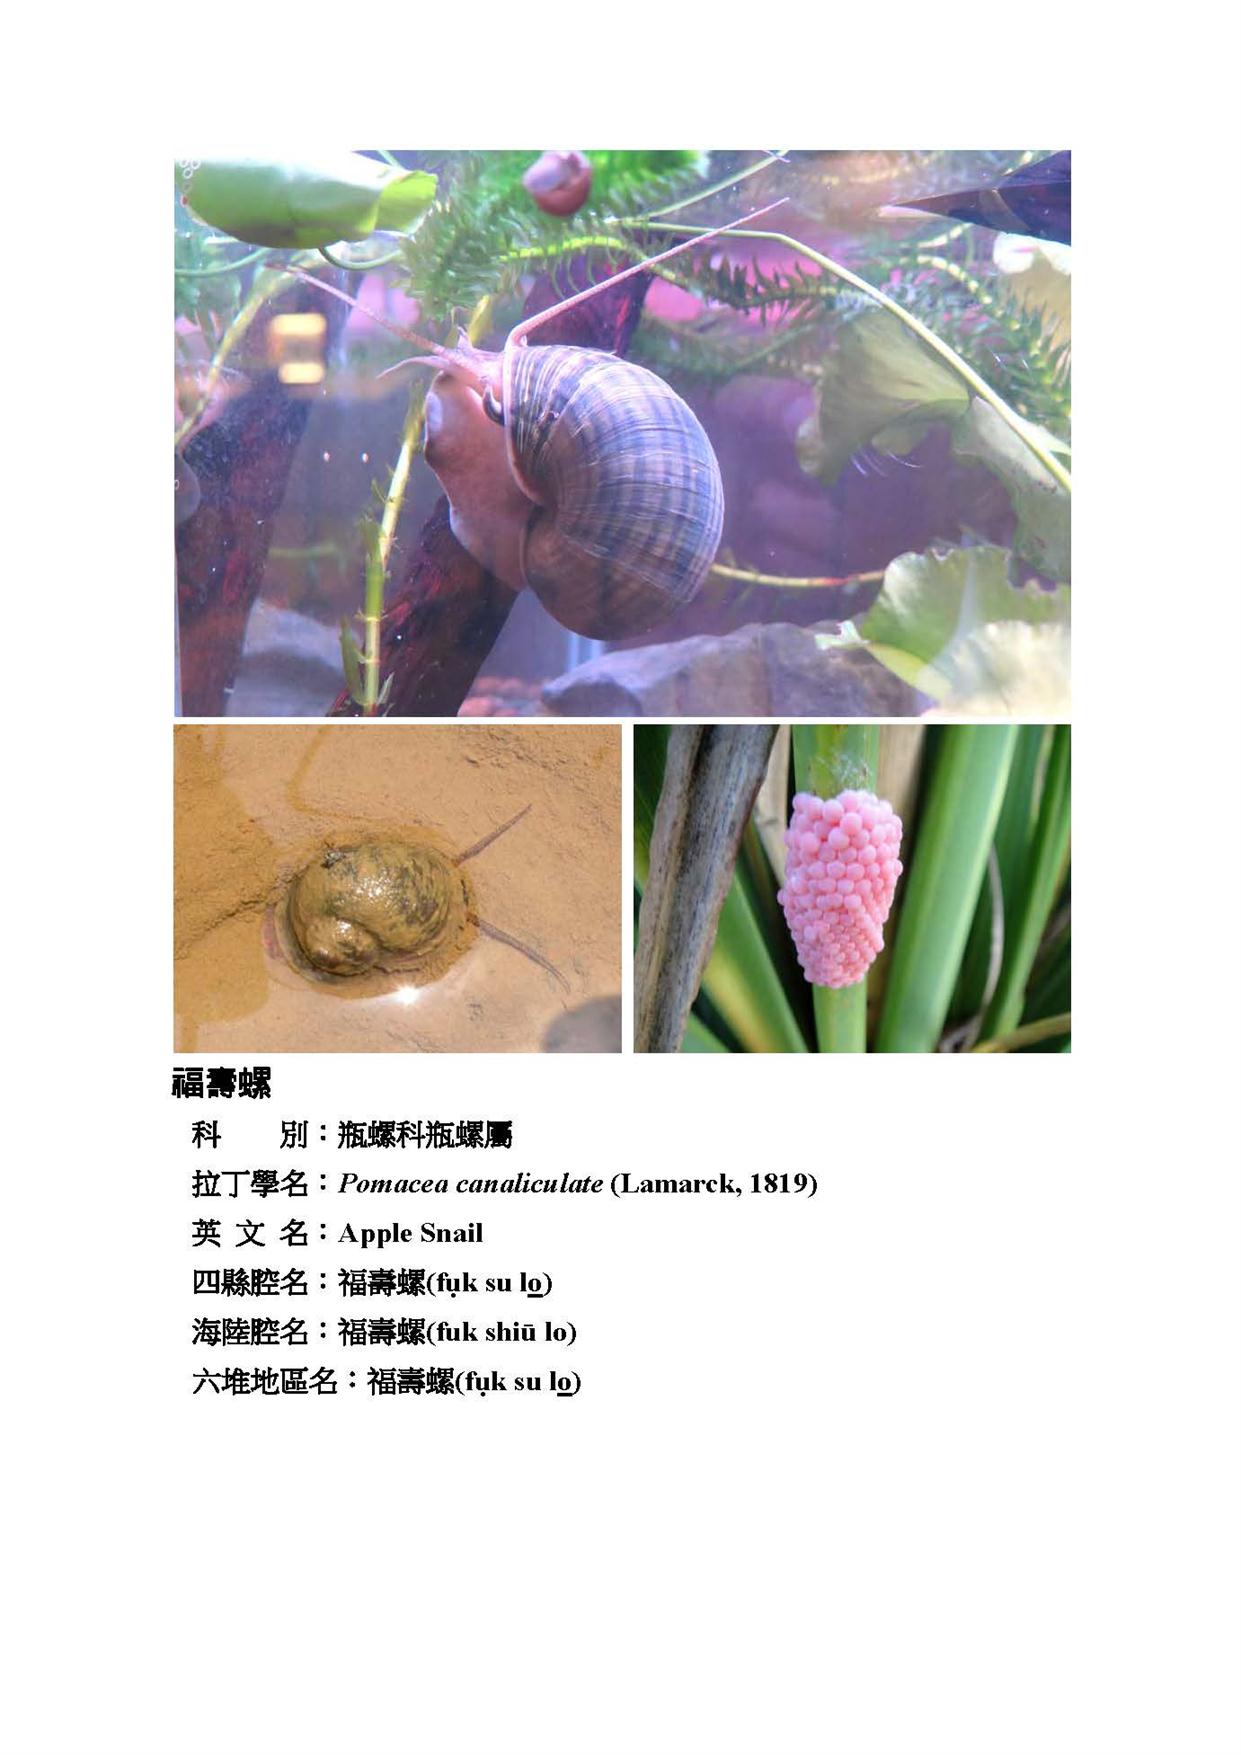 福壽螺
科　　別：瓶螺科瓶螺屬
拉丁學名：Pomacea canaliculate (Lamarck, 1819)
英 文 名：Apple Snail
四縣腔名：福壽螺(fụk su lo̲)
海陸腔名：福壽螺(fuk shiū lo)
六堆地區名：福壽螺(fụk su lo̲)